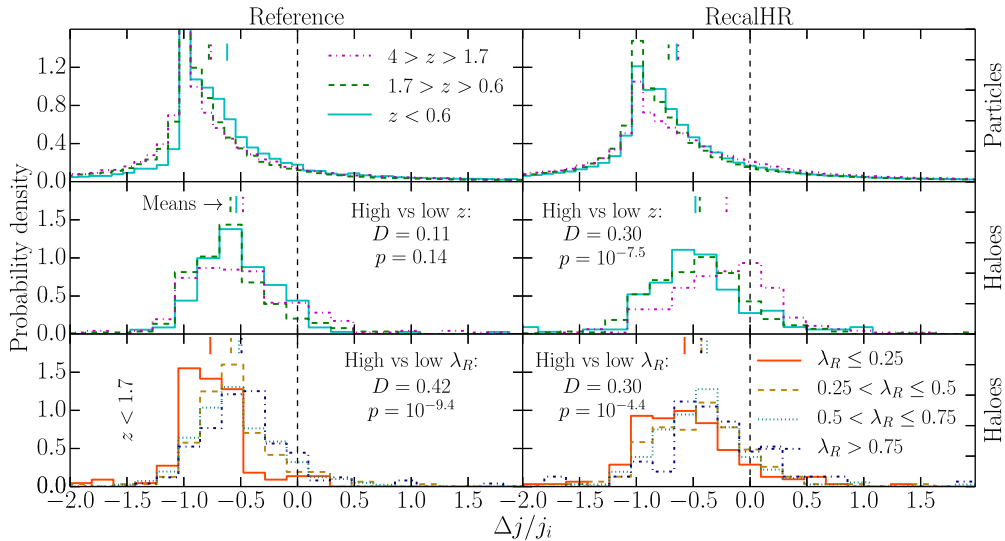 Reference
RecalHR
1.2
0.8
0.4
0.0
4 > z > 1.7
1.7 > z > 0.6
z < 0.6
Particles
1.5
1.0
0.5
0.0
Means →
High vs low z:
D = 0.11
p = 0.14
High vs low z:
D = 0.30
p = 10^{-7.5}
Haloes
Probability density
1.5
1.0
0.5
0.0
z < 1.7
High vs low λ_R:
D = 0.42
p = 10^{-9.4}
High vs low λ_R:
D = 0.30
p = 10^{-4.4}
λ_R ≤ 0.25
0.25 < λ_R ≤ 0.5
0.5 < λ_R ≤ 0.75
λ_R > 0.75
Haloes
−2.0 −1.5 −1.0 −0.5 0.0 0.5 1.0 1.5 −2.0 −1.5 −1.0 −0.5 0.0 0.5 1.0 1.5
Δj/j_i